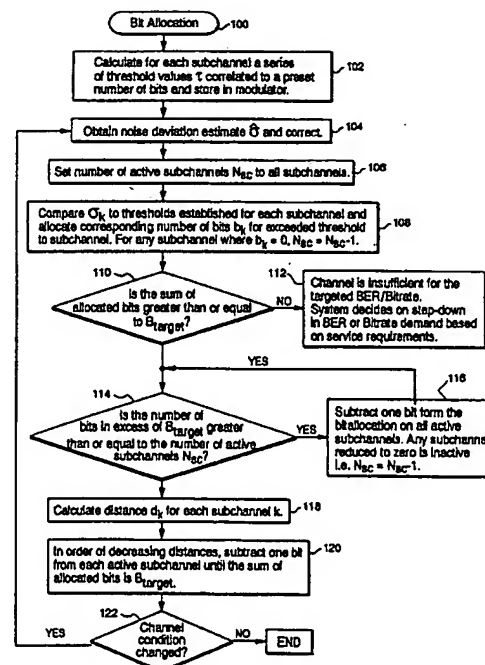 Bit Allocation
100
Calculate for each subchannel a series
of threshold values τ correlated to a preset
number of bits and store in modulator.
102
Obtain noise deviation estimate σ̂ and correct.
104
Set number of active subchannels NSC to all subchannels.
106
Compare σk to thresholds established for each subchannel and
allocate corresponding number of bits bk for exceeded threshold
to subchannel. For any subchannel where bk = 0, NSC = NSC-1.
108
110
Is the sum of
allocated bits greater than or equal
to Btarget?
NO
112
Channel is insufficient for the
targeted BER/Bitrate.
System decides on step-down
in BER or Bitrate demand based
on service requirements.
YES
114
Is the number of
bits in excess of Btarget greater
than or equal to the number of active
subchannels NSC?
YES
116
Subtract one bit form the
bitallocation on all active
subchannels. Any subchannel
reduced to zero is inactive
i.e. NSC = NSC-1.
Calculate distance dk for each subchannel k.
118
In order of decreasing distances, subtract one bit
from each active subchannel until the sum of
allocated bits is Btarget.
120
122
YES
Channel
condition
changed?
NO
END